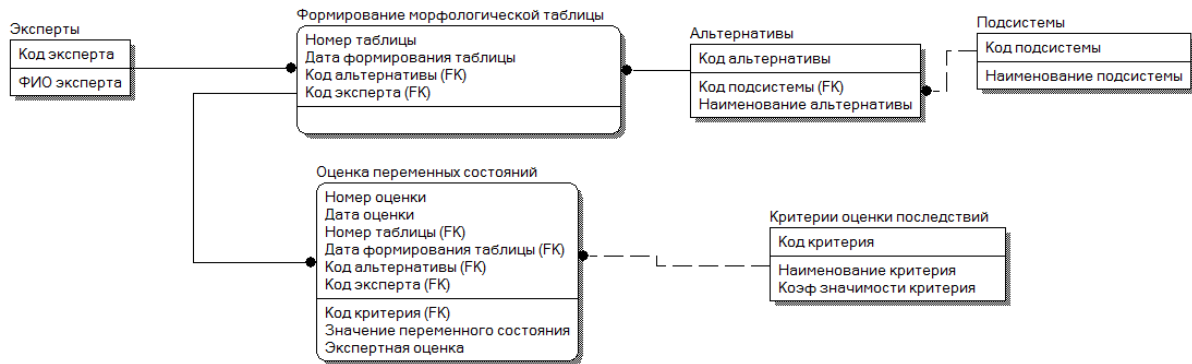 Эксперты
Код эксперта
ФИО эксперта
Формирование морфологической таблицы
Номер таблицы
Дата формирования таблицы
Код альтернативы (FK)
Код эксперта (FK)
Альтернативы
Код альтернативы
Код подсистемы (FK)
Наименование альтернативы
Подсистемы
Код подсистемы
Наименование подсистемы
Оценка переменных состояний
Номер оценки
Дата оценки
Номер таблицы (FK)
Дата формирования таблицы (FK)
Код альтернативы (FK)
Код эксперта (FK)
Код критерия (FK)
Значение переменного состояния
Экспертная оценка
Критерии оценки последствий
Код критерия
Наименование критерия
Коэф значимости критерия